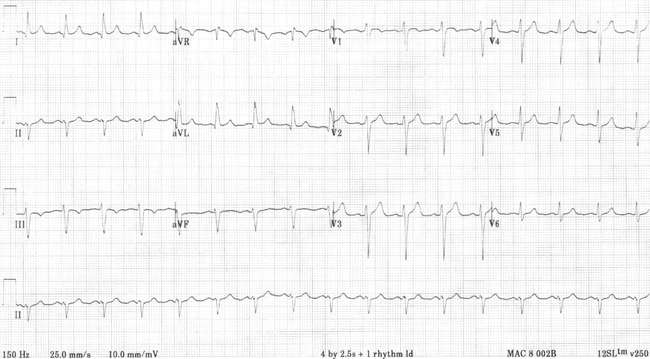 I aVR V1 V4
II aVL V2 V5
III aVF V3 V6
II
150 Hz 25.0 mm/s 10.0 mm/mV 4 by 2.5s + 1 rhythm ld MAC 8 002B 12SLtm v250